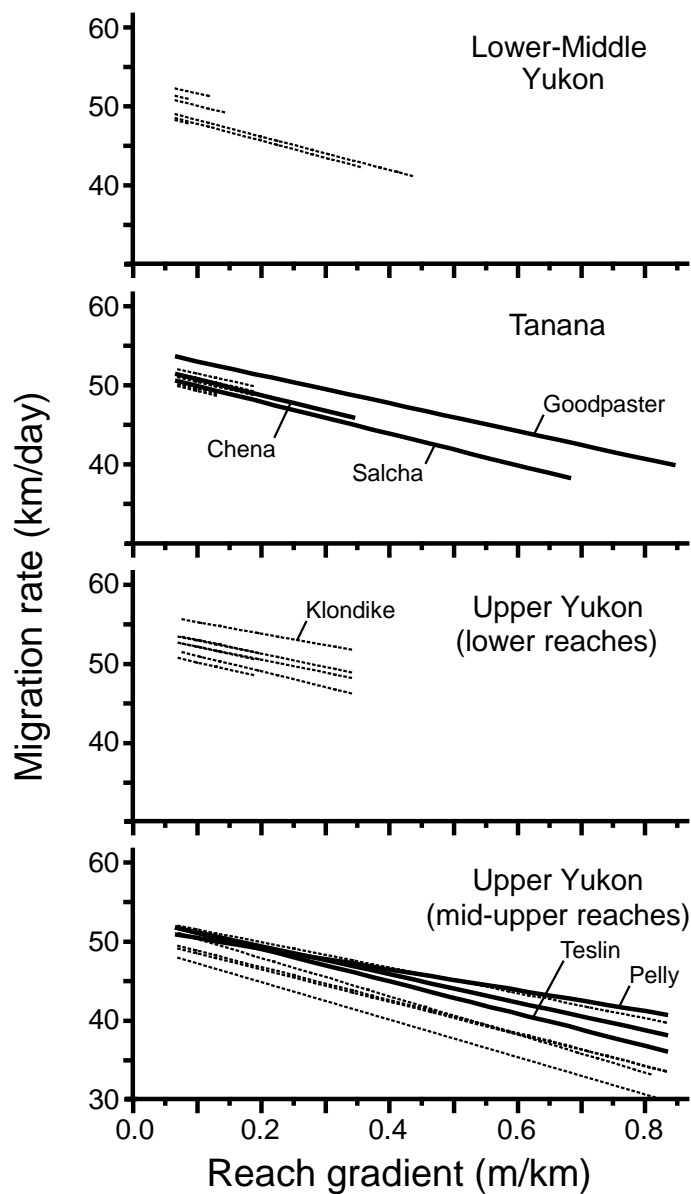 60
50
40
Lower-Middle
Yukon
60
50
40
Tanana
Goodpaster
Chena
Salcha
60
50
40
Klondike
Upper Yukon
(lower reaches)
60
50
40
30
Upper Yukon
(mid-upper reaches)
Teslin
Pelly
0.0 0.2 0.4 0.6 0.8
Reach gradient (m/km)
Migration rate (km/day)